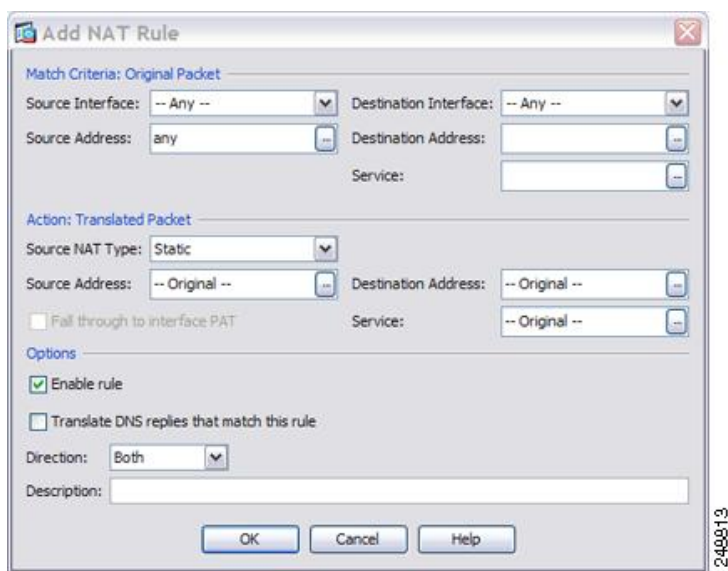 Add NAT Rule
Match Criteria: Original Packet
Source Interface: -- Any -- Destination Interface: -- Any --
Source Address: any ... Destination Address: ...
Service: ...
Action: Translated Packet
Source NAT Type: Static
Source Address: -- Original -- ... Destination Address: -- Original -- ...
Fall through to interface PAT Service: -- Original -- ...
Options
Enable rule
Translate DNS replies that match this rule
Direction: Both
Description:
OK Cancel Help
248813